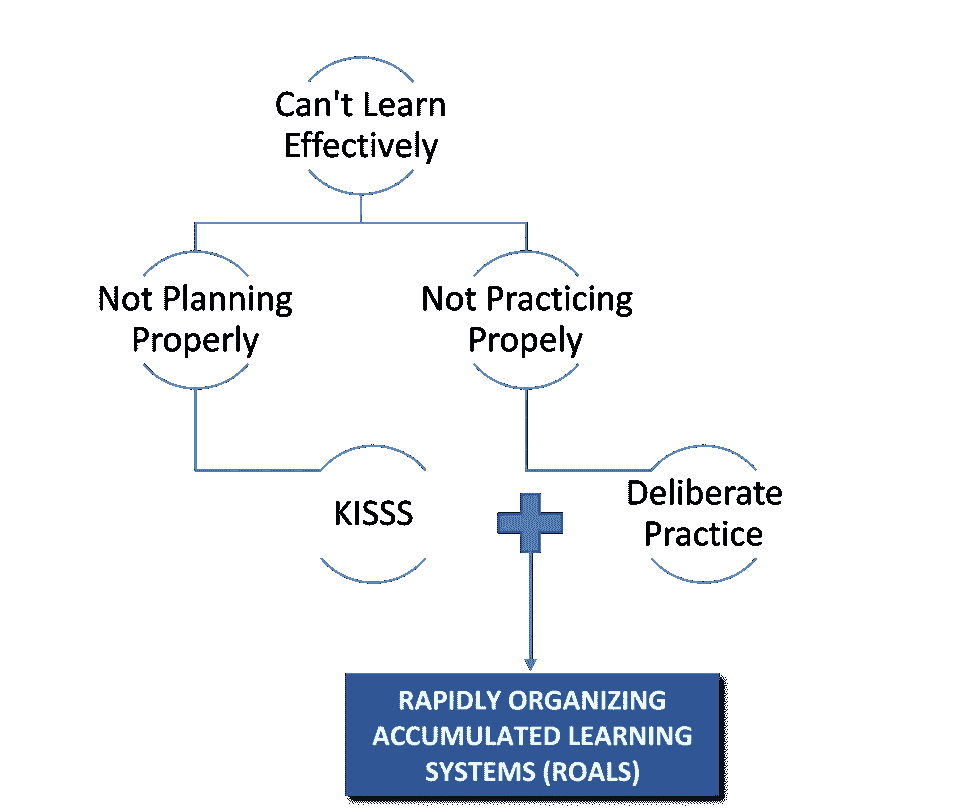 Can't Learn
Effectively
Not Planning
Properly
Not Practicing
Propely
KISSS
Deliberate
Practice
RAPIDLY ORGANIZING
ACCUMULATED LEARNING
SYSTEMS (ROALS)